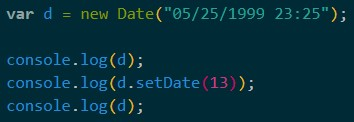 var d = new Date("05/25/1999 23:25");
console.log(d);
console.log(d.setDate(13));
console.log(d);